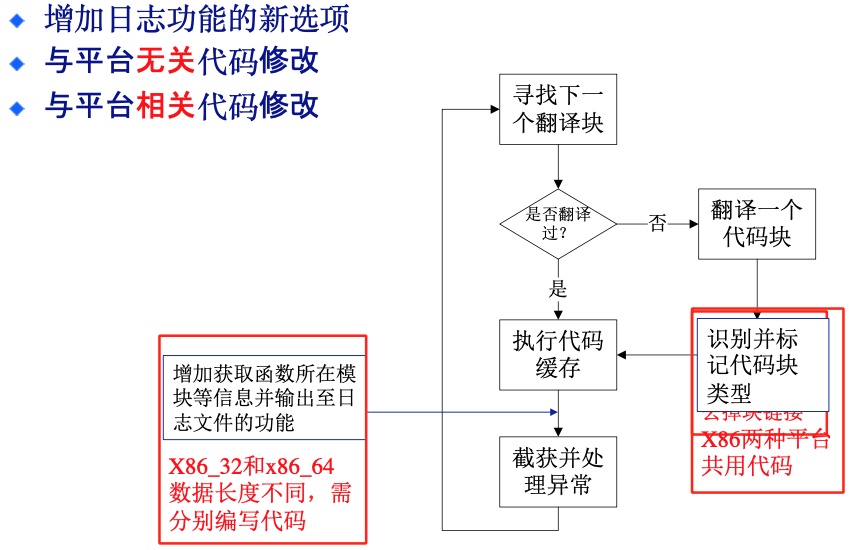 增加日志功能的新选项
与平台无关代码修改
与平台相关代码修改
寻找下一
个翻译块
是否翻译
过?
否
翻译一个
代码块
是
执行代码
缓存
识别并标
记代码块
类型
去掉块链接
X86两种平台
共用代码
增加获取函数所在模
块等信息并输出至日
志文件的功能
X86_32和x86_64
数据长度不同，需
分别编写代码
截获并处
理异常